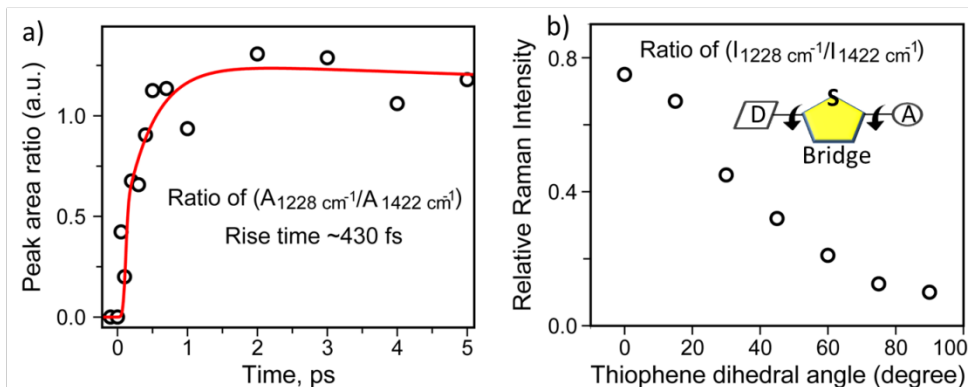 a)
Peak area ratio (a.u.)
1.0
0.5
0.0
Ratio of (A1228 cm-1/A1422 cm-1)
Rise time ~430 fs
0 1 2 3 4 5
Time, ps
b)
Relative Raman Intensity
0.8
0.4
0.0
Ratio of (I1228 cm-1/I1422 cm-1)
S
D
A
Bridge
0 20 40 60 80 100
Thiophene dihedral angle (degree)